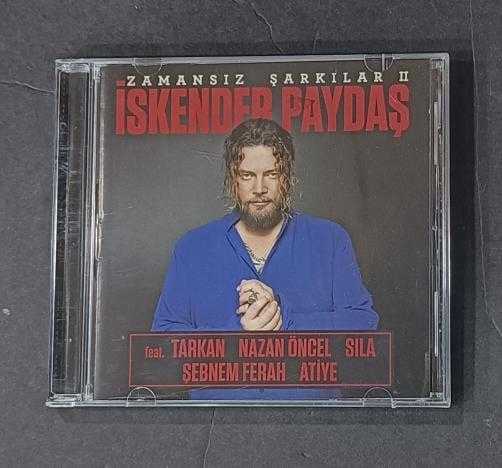 ZAMANSIZ ŞARKILAR II
İSKENDER PAYDAŞ
feat. TARKAN NAZAN ÖNCEL SILA
ŞEBNEM FERAH ATİYE